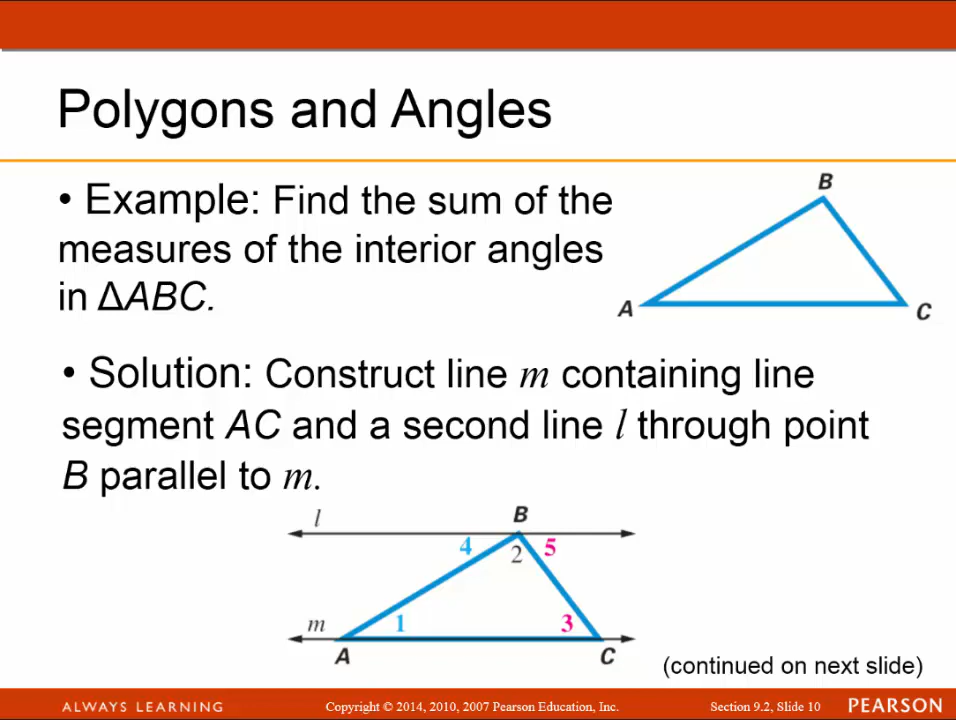 Polygons and Angles
• Example: Find the sum of the
measures of the interior angles
in ΔABC.
B
A
C
• Solution: Construct line m containing line
segment AC and a second line l through point
B parallel to m.
l
B
4
2
5
m
1
3
A
C
(continued on next slide)
ALWAYS LEARNING
Copyright © 2014, 2010, 2007 Pearson Education, Inc.
Section 9.2, Slide 10
PEARSON